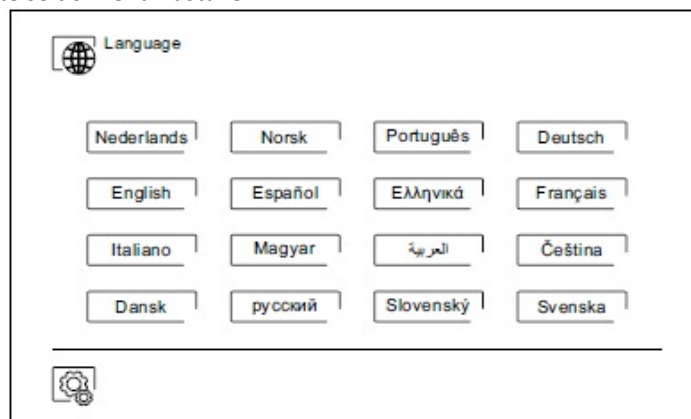 Language
Nederlands Norsk Português Deutsch
English Español Ελληνικά Français
Italiano Magyar العربية Čeština
Dansk русский Slovenský Svenska